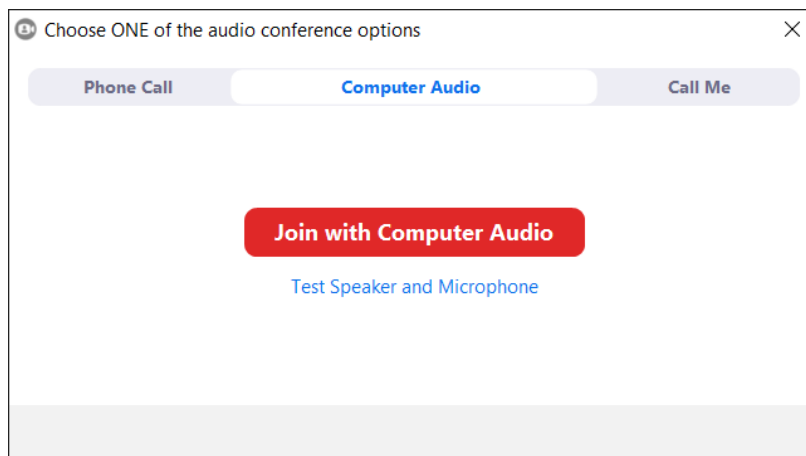 Choose ONE of the audio conference options
Phone Call
Computer Audio
Call Me
Join with Computer Audio
Test Speaker and Microphone